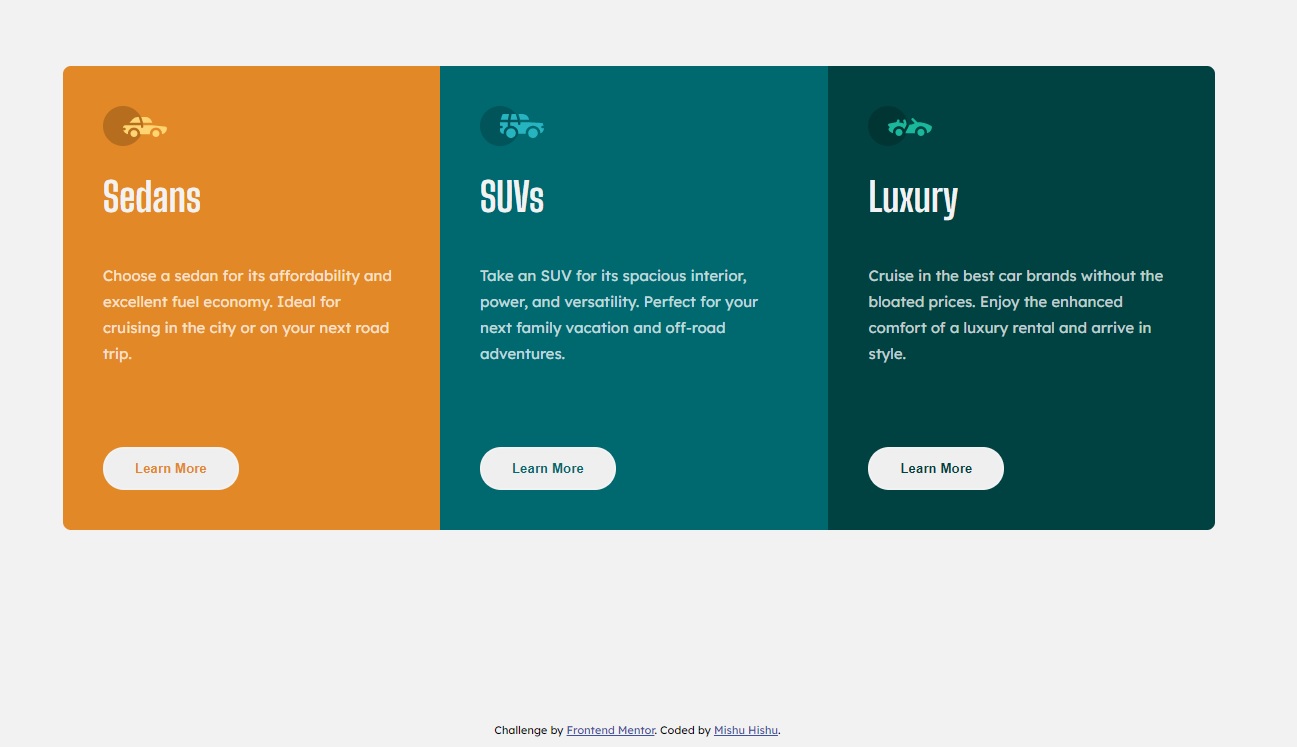 Sedans
Choose a sedan for its affordability and
excellent fuel economy. Ideal for
cruising in the city or on your next road
trip.
Learn More
SUVs
Take an SUV for its spacious interior,
power, and versatility. Perfect for your
next family vacation and off-road
adventures.
Learn More
Luxury
Cruise in the best car brands without the
bloated prices. Enjoy the enhanced
comfort of a luxury rental and arrive in
style.
Learn More
Challenge by Frontend Mentor. Coded by Mishu Hishu.